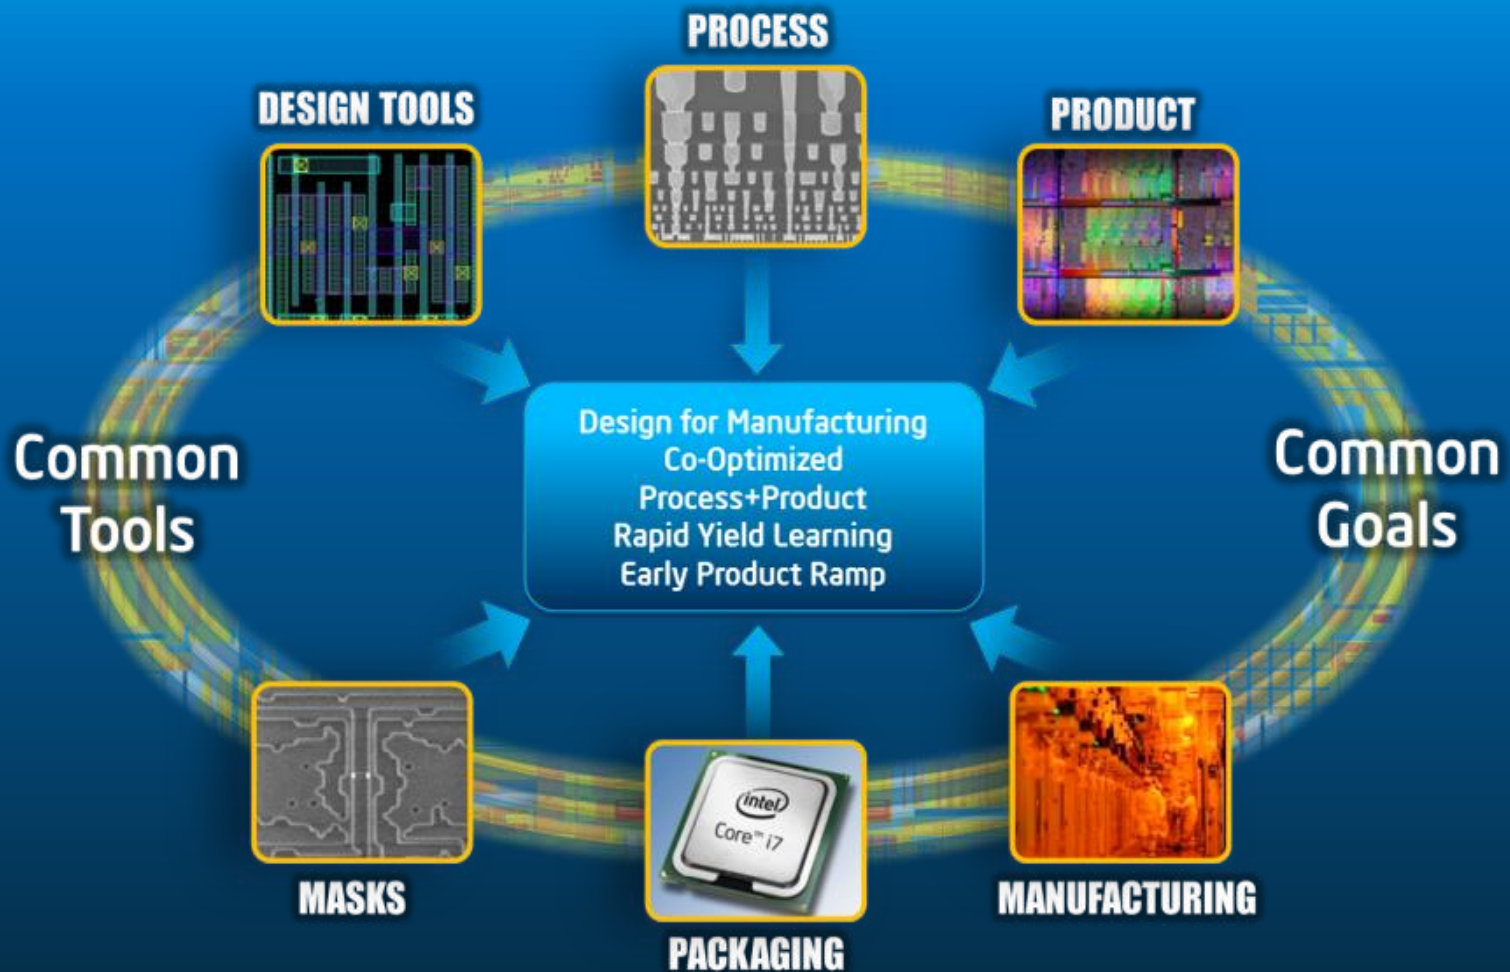 PROCESS
DESIGN TOOLS
PRODUCT
Common
Tools
Design for Manufacturing
Co-Optimized
Process+Product
Rapid Yield Learning
Early Product Ramp
Common
Goals
intel
Core™ i7
MASKS
PACKAGING
MANUFACTURING